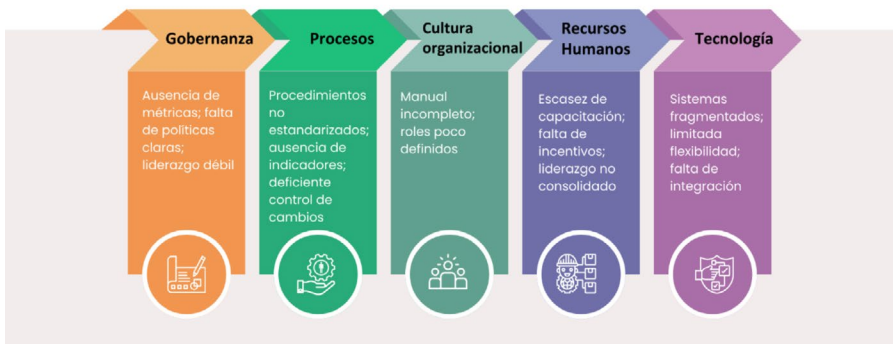 Gobernanza
Ausencia de
métricas; falta
de políticas
claras;
liderazgo débil
Procesos
Procedimientos
no
estandarizados;
ausencia de
indicadores;
deficiente
control de
cambios
Cultura
organizacional
Manual
incompleto;
roles poco
definidos
Recursos
Humanos
Escasez de
capacitación;
falta de
incentivos;
liderazgo no
consolidado
Tecnología
Sistemas
fragmentados;
limitada
flexibilidad;
falta de
integración